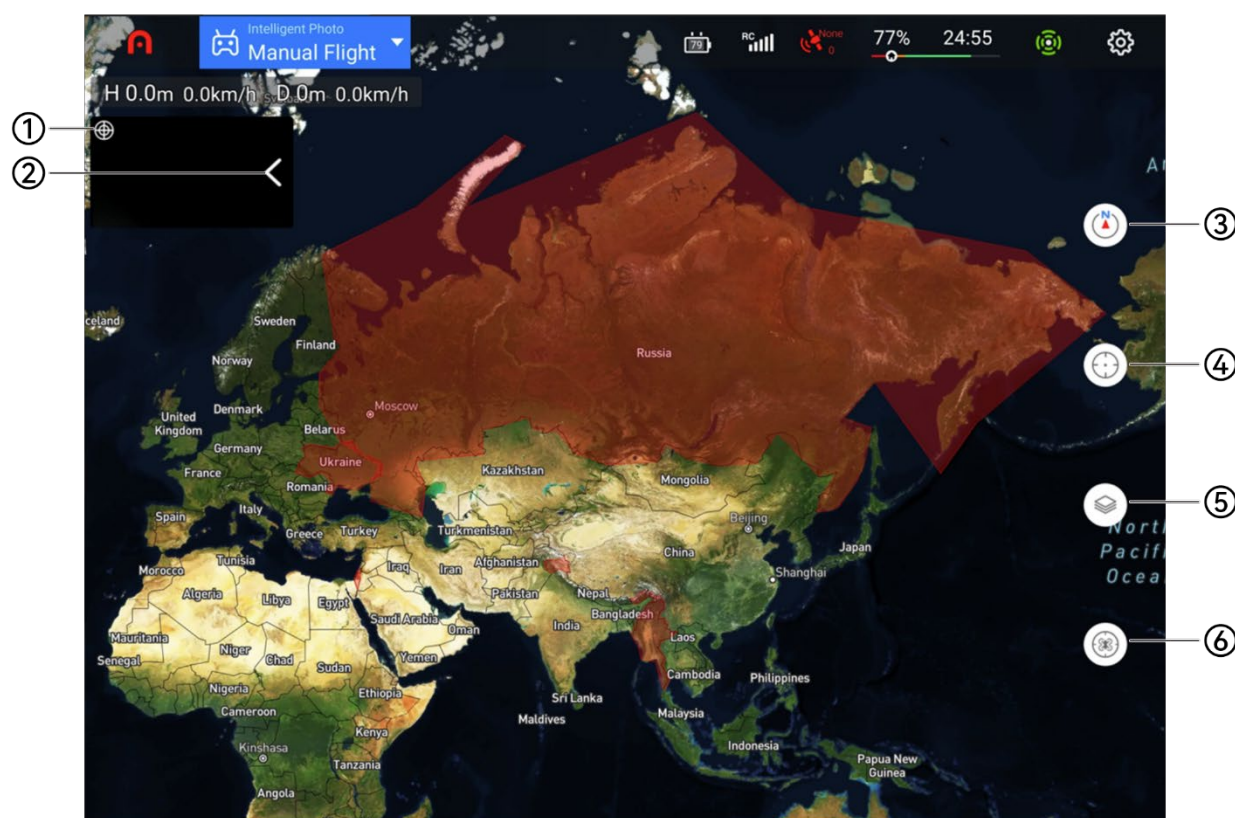 Intelligent Photo
Manual Flight
79
RC
None
0
77%
24:55
H 0.0m 0.0km/h D 0m 0.0km/h
①
②
③
④
⑤
⑥
N
Iceland
Sweden
Finland
Norway
Russia
Moscow
United
Kingdom
Denmark
Belarus
Germany
Ukraine
France
Romania
Kazakhstan
Mongolia
Spain
Italy
Greece
Turkey
Turkmenistan
Beijing
China
Japan
North
Pacifi
Ocea
Morocco
Tunisia
Iraq
Iran
Afghanistan
Shanghai
Algeria
Libya
Egypt
Pakistan
Nepal
Saudi Arabia
Bangladesh
Mauritania
Oman
India
Laos
Niger
Chad
Sudan
Yemen
Senegal
Cambodia
Philippines
Nigeria
Ethiopia
Sri Lanka
Cameroon
Maldives
Malaysia
Kenya
Kinshasa
Indonesia
Tanzania
Papua New
Guinea
Angola